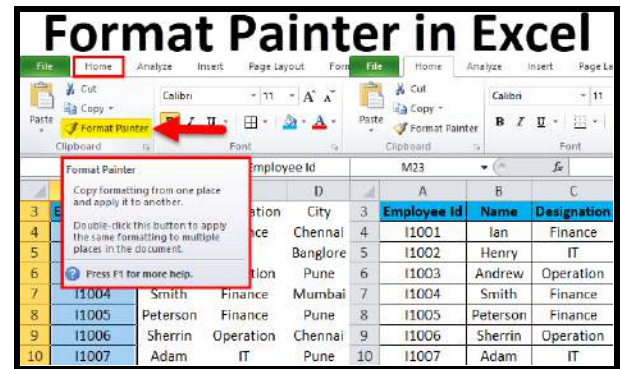 Format Painter in Excel
File Home Analyze Insert Page Layout Form
Cut
Copy
Paste
Format Painter
Calibri 11 A A
Clipboard Font
Format Painter
Copy formatting from one place
and apply it to another.
Double-click this button to apply
the same formatting to multiple
places in the document.
Press F1 for more help.
Employee Id
D
3 E ation City
4 nce Chennai
5 Banglore
6 tion Pune
7 I1004 Smith Finance Mumbai
8 I1005 Peterson Finance Pune
9 I1006 Sherrin Operation Chennai
10 I1007 Adam IT Pune
File Home Analyze Insert Page La
Cut
Copy
Paste
Format Painter
Calibri 11
B I U
Clipboard Font
M23 fx
A B C
3 Employee Id Name Designation
4 I1001 Ian Finance
5 I1002 Henry IT
6 I1003 Andrew Operation
7 I1004 Smith Finance
8 I1005 Peterson Finance
9 I1006 Sherrin Operation
10 I1007 Adam IT